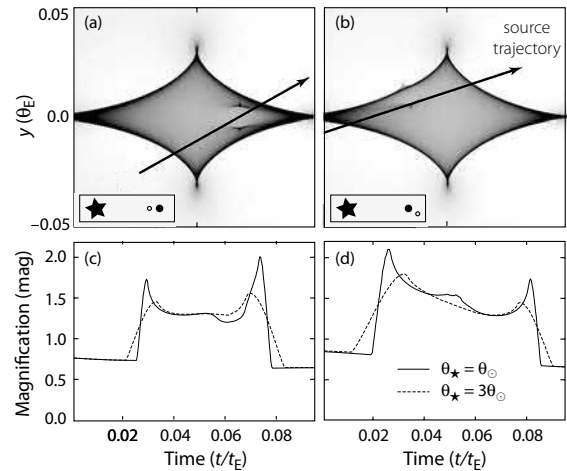 0.05
(a)
(b)
source
trajectory
y (θE)
0.0
−0.05
(c)
(d)
Magnification (mag)
2.0
1.5
1.0
0.5
0.0
θ★ = θ☉
θ★ = 3θ☉
0.02 0.04 0.06 0.08
0.02 0.04 0.06 0.08
Time (t/tE)
Time (t/tE)